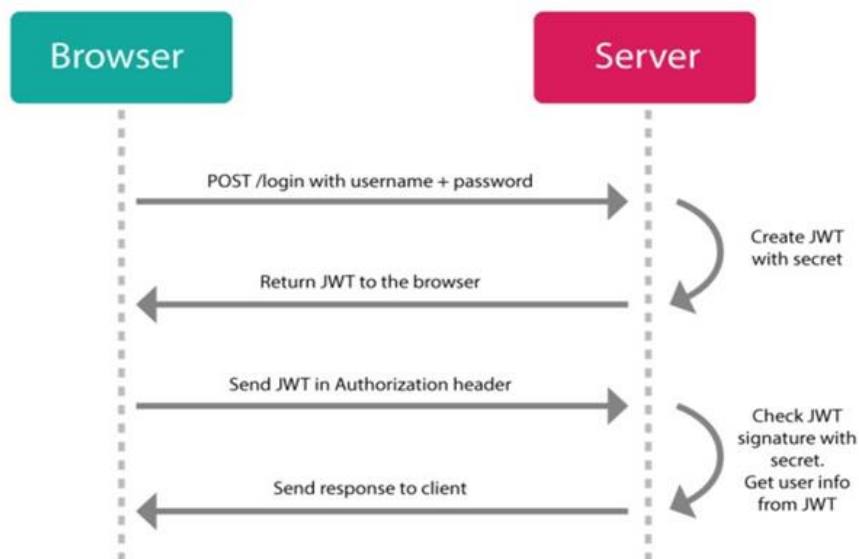 Browser
Server
POST /login with username + password
Create JWT
with secret
Return JWT to the browser
Send JWT in Authorization header
Check JWT
signature with
secret.
Get user info
from JWT
Send response to client